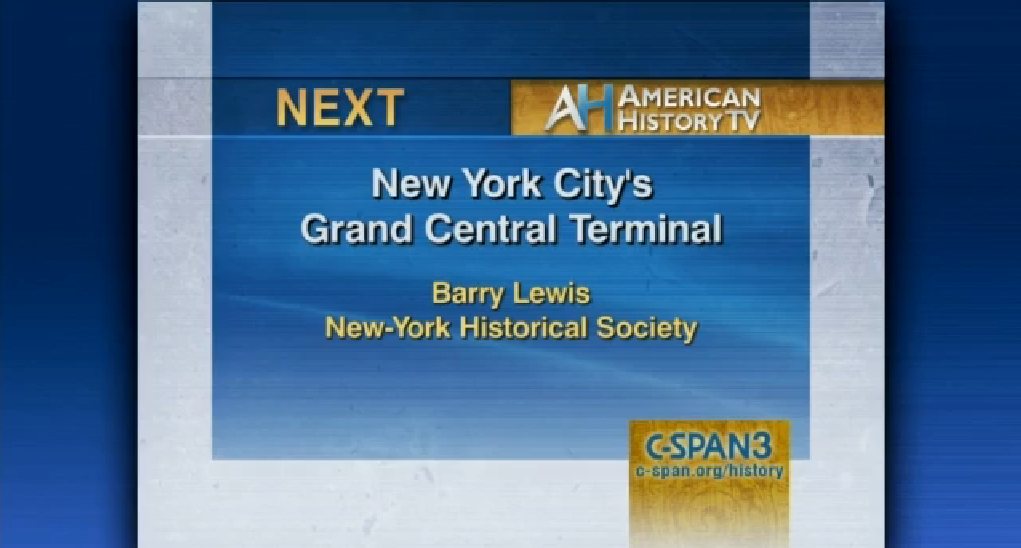 NEXT
AH AMERICAN
HISTORY TV
New York City's
Grand Central Terminal
Barry Lewis
New-York Historical Society
C-SPAN3
c-span.org/history